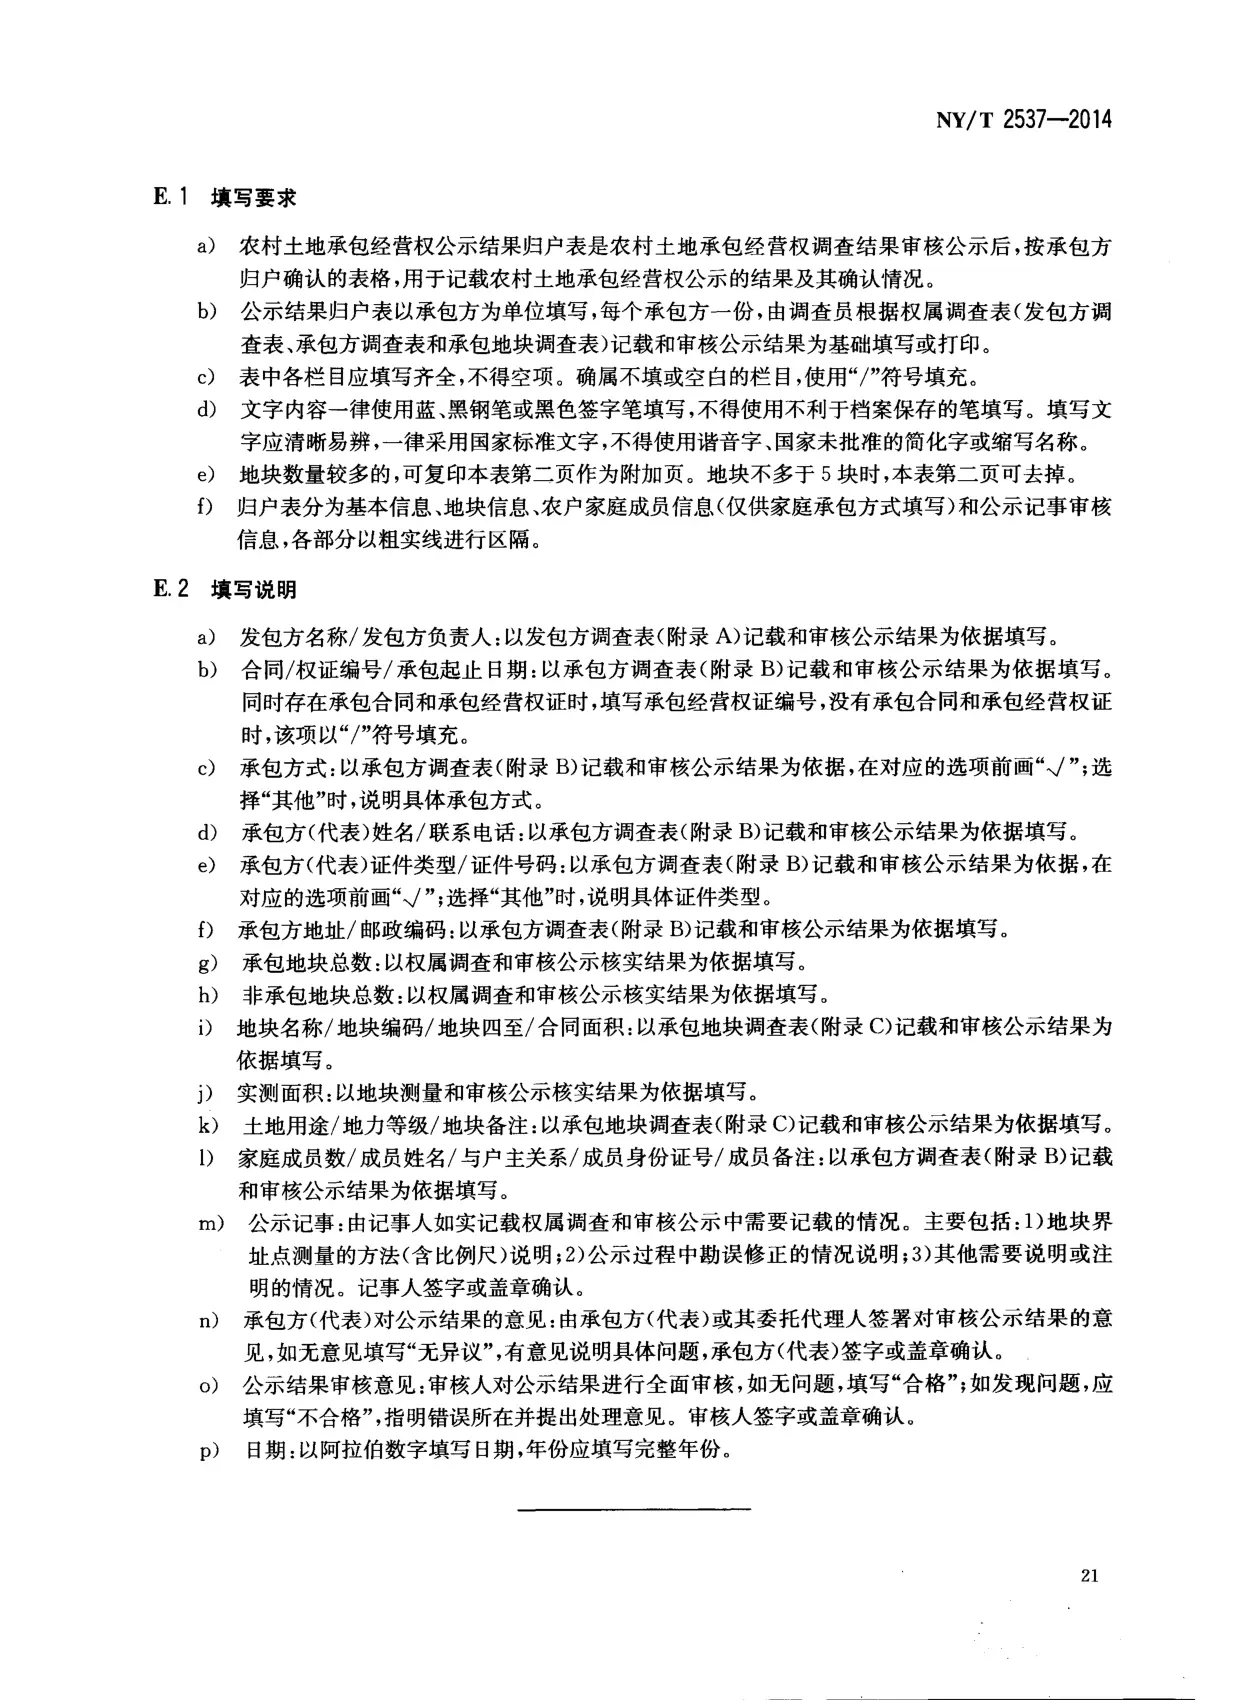 NY/T 2537—2014
E.1 填写要求
a) 农村土地承包经营权公示结果归户表是农村土地承包经营权调查结果审核公示后,按承包方
归户确认的表格,用于记载农村土地承包经营权公示的结果及其确认情况。
b) 公示结果归户表以承包方为单位填写,每个承包方一份,由调查员根据权属调查表(发包方调
查表、承包方调查表和承包地块调查表)记载和审核公示结果为基础填写或打印。
c) 表中各栏目应填写齐全,不得空项。确属不填或空白的栏目,使用“/”符号填充。
d) 文字内容一律使用蓝、黑钢笔或黑色签字笔填写,不得使用不利于档案保存的笔填写。填写文
字应清晰易辨,一律采用国家标准文字,不得使用谐音字、国家未批准的简化字或缩写名称。
e) 地块数量较多的,可复印本表第二页作为附加页。地块不多于 5 块时,本表第二页可去掉。
f) 归户表分为基本信息、地块信息、农户家庭成员信息(仅供家庭承包方式填写)和公示记事审核
信息,各部分以粗实线进行区隔。
E.2 填写说明
a) 发包方名称/发包方负责人:以发包方调查表(附录 A)记载和审核公示结果为依据填写。
b) 合同/权证编号/承包起止日期:以承包方调查表(附录 B)记载和审核公示结果为依据填写。
同时存在承包合同和承包经营权证时,填写承包经营权证编号,没有承包合同和承包经营权证
时,该项以“/”符号填充。
c) 承包方式:以承包方调查表(附录 B)记载和审核公示结果为依据,在对应的选项前画“√”;选
择“其他”时,说明具体承包方式。
d) 承包方(代表)姓名/联系电话:以承包方调查表(附录 B)记载和审核公示结果为依据填写。
e) 承包方(代表)证件类型/证件号码:以承包方调查表(附录 B)记载和审核公示结果为依据,在
对应的选项前画“√”;选择“其他”时,说明具体证件类型。
f) 承包方地址/邮政编码:以承包方调查表(附录 B)记载和审核公示结果为依据填写。
g) 承包地块总数:以权属调查和审核公示核实结果为依据填写。
h) 非承包地块总数:以权属调查和审核公示核实结果为依据填写。
i) 地块名称/地块编码/地块四至/合同面积:以承包地块调查表(附录 C)记载和审核公示结果为
依据填写。
j) 实测面积:以地块测量和审核公示核实结果为依据填写。
k) 土地用途/地力等级/地块备注:以承包地块调查表(附录 C)记载和审核公示结果为依据填写。
l) 家庭成员数/成员姓名/与户主关系/成员身份证号/成员备注:以承包方调查表(附录 B)记载
和审核公示结果为依据填写。
m) 公示记事:由记事人如实记载权属调查和审核公示中需要记载的情况。主要包括:1)地块界
址点测量的方法(含比例尺)说明;2)公示过程中勘误修正的情况说明;3)其他需要说明或注
明的情况。记事人签字或盖章确认。
n) 承包方(代表)对公示结果的意见:由承包方(代表)或其委托代理人签署对审核公示结果的意
见,如无意见填写“无异议”,有意见说明具体问题,承包方(代表)签字或盖章确认。
o) 公示结果审核意见:审核人对公示结果进行全面审核,如无问题,填写“合格”;如发现问题,应
填写“不合格”,指明错误所在并提出处理意见。审核人签字或盖章确认。
p) 日期:以阿拉伯数字填写日期,年份应填写完整年份。
21